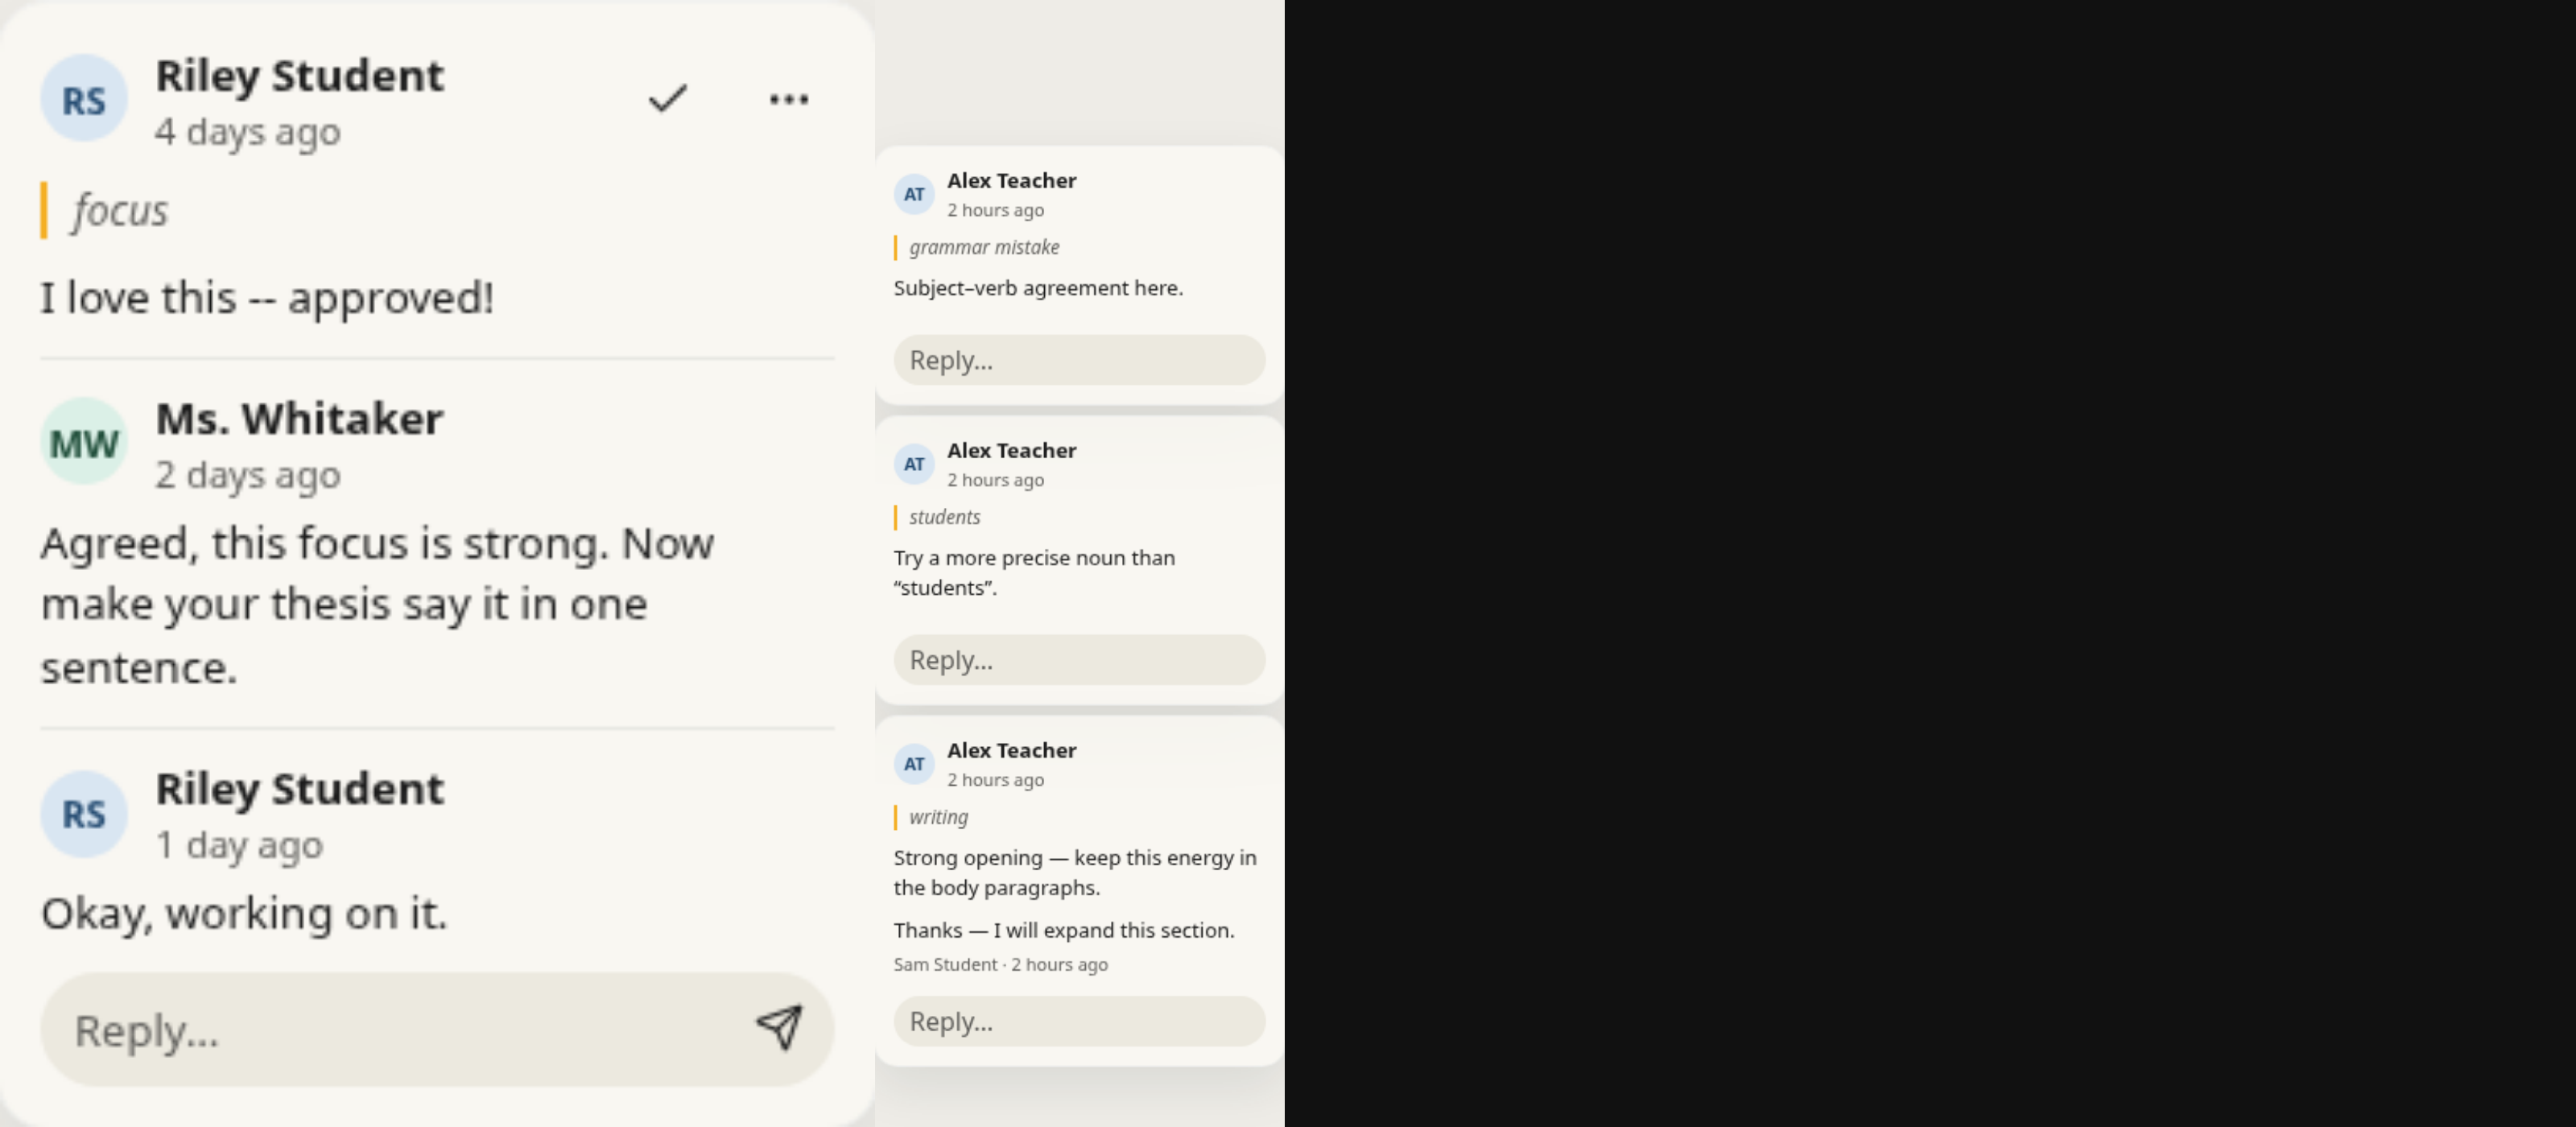 RS
Riley Student
4 days ago
focus
I love this -- approved!
MW
Ms. Whitaker
2 days ago
Agreed, this focus is strong. Now
make your thesis say it in one
sentence.
RS
Riley Student
1 day ago
Okay, working on it.
Reply...
AT
Alex Teacher
2 hours ago
grammar mistake
Subject–verb agreement here.
Reply...
AT
Alex Teacher
2 hours ago
students
Try a more precise noun than
“students”.
Reply...
AT
Alex Teacher
2 hours ago
writing
Strong opening — keep this energy in
the body paragraphs.
Thanks — I will expand this section.
Sam Student · 2 hours ago
Reply...